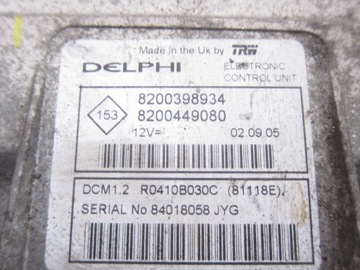 Made in the Uk by TRW
DELPHI ELECTRONIC
CONTROL UNIT
153
8200398934
8200449080
12V= 02.09.05
DCM1.2 R0410B030C (81118E).
SERIAL No 84018058 JYG